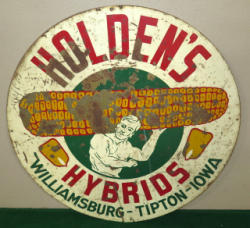 HOLDEN'S
HYBRIDS
WILLIAMSBURG - TIPTON - IOWA